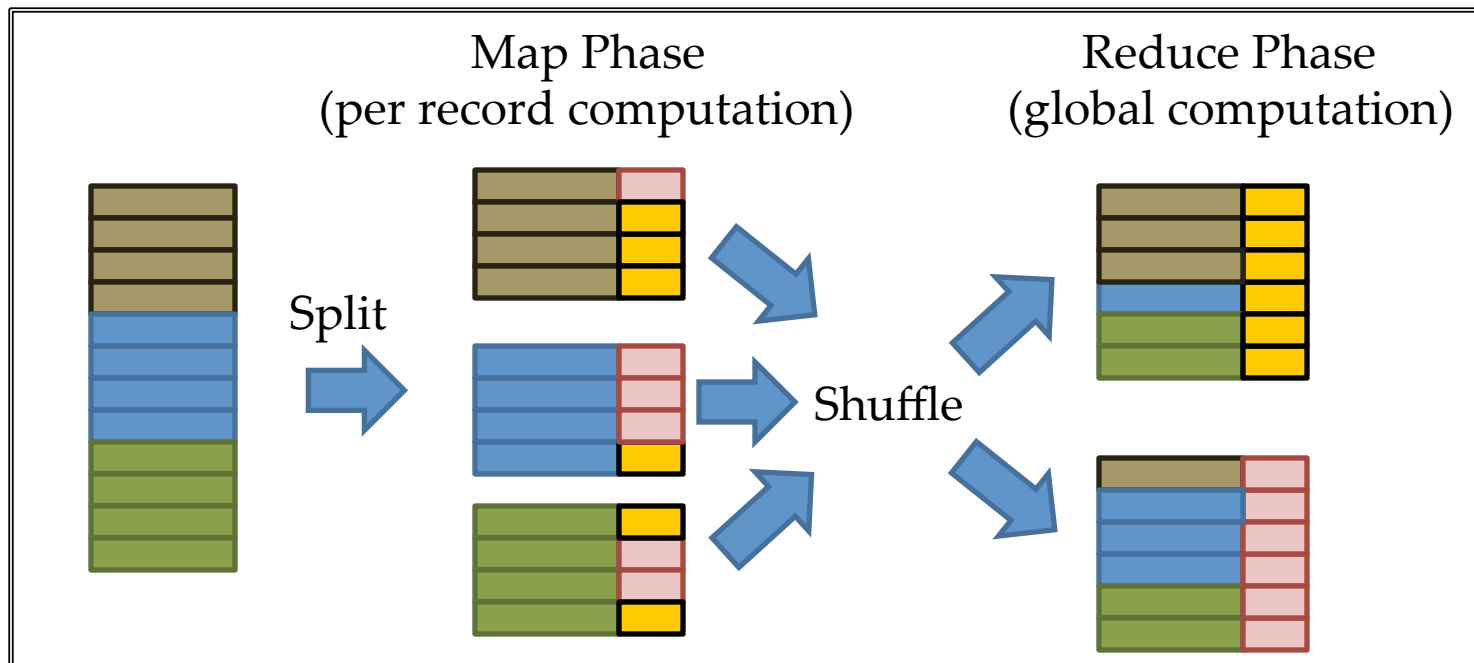 Map Phase
(per record computation)
Reduce Phase
(global computation)
Split
Shuffle